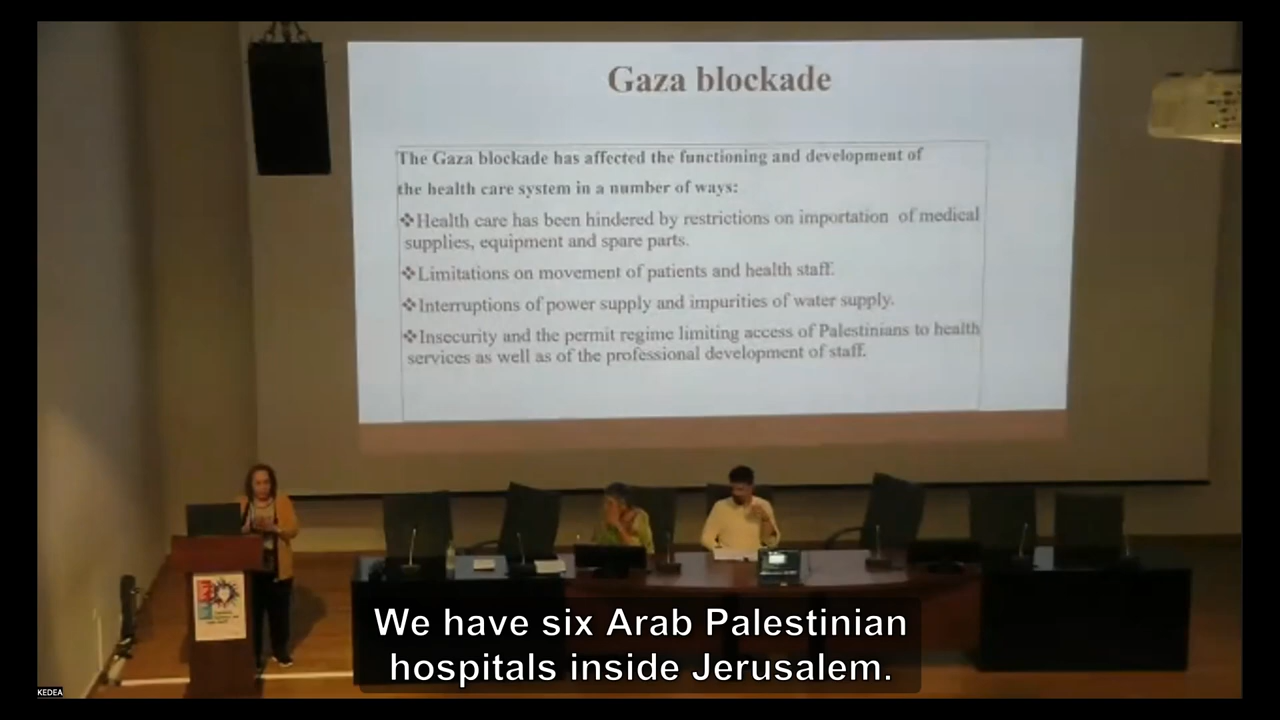 Gaza blockade
The Gaza blockade has affected the functioning and development of
the health care system in a number of ways:
❖Health care has been hindered by restrictions on importation of medical
supplies, equipment and spare parts.
❖Limitations on movement of patients and health staff.
❖Interruptions of power supply and impurities of water supply.
❖Insecurity and the permit regime limiting access of Palestinians to health
services as well as of the professional development of staff.
We have six Arab Palestinian
hospitals inside Jerusalem.
KEDEA